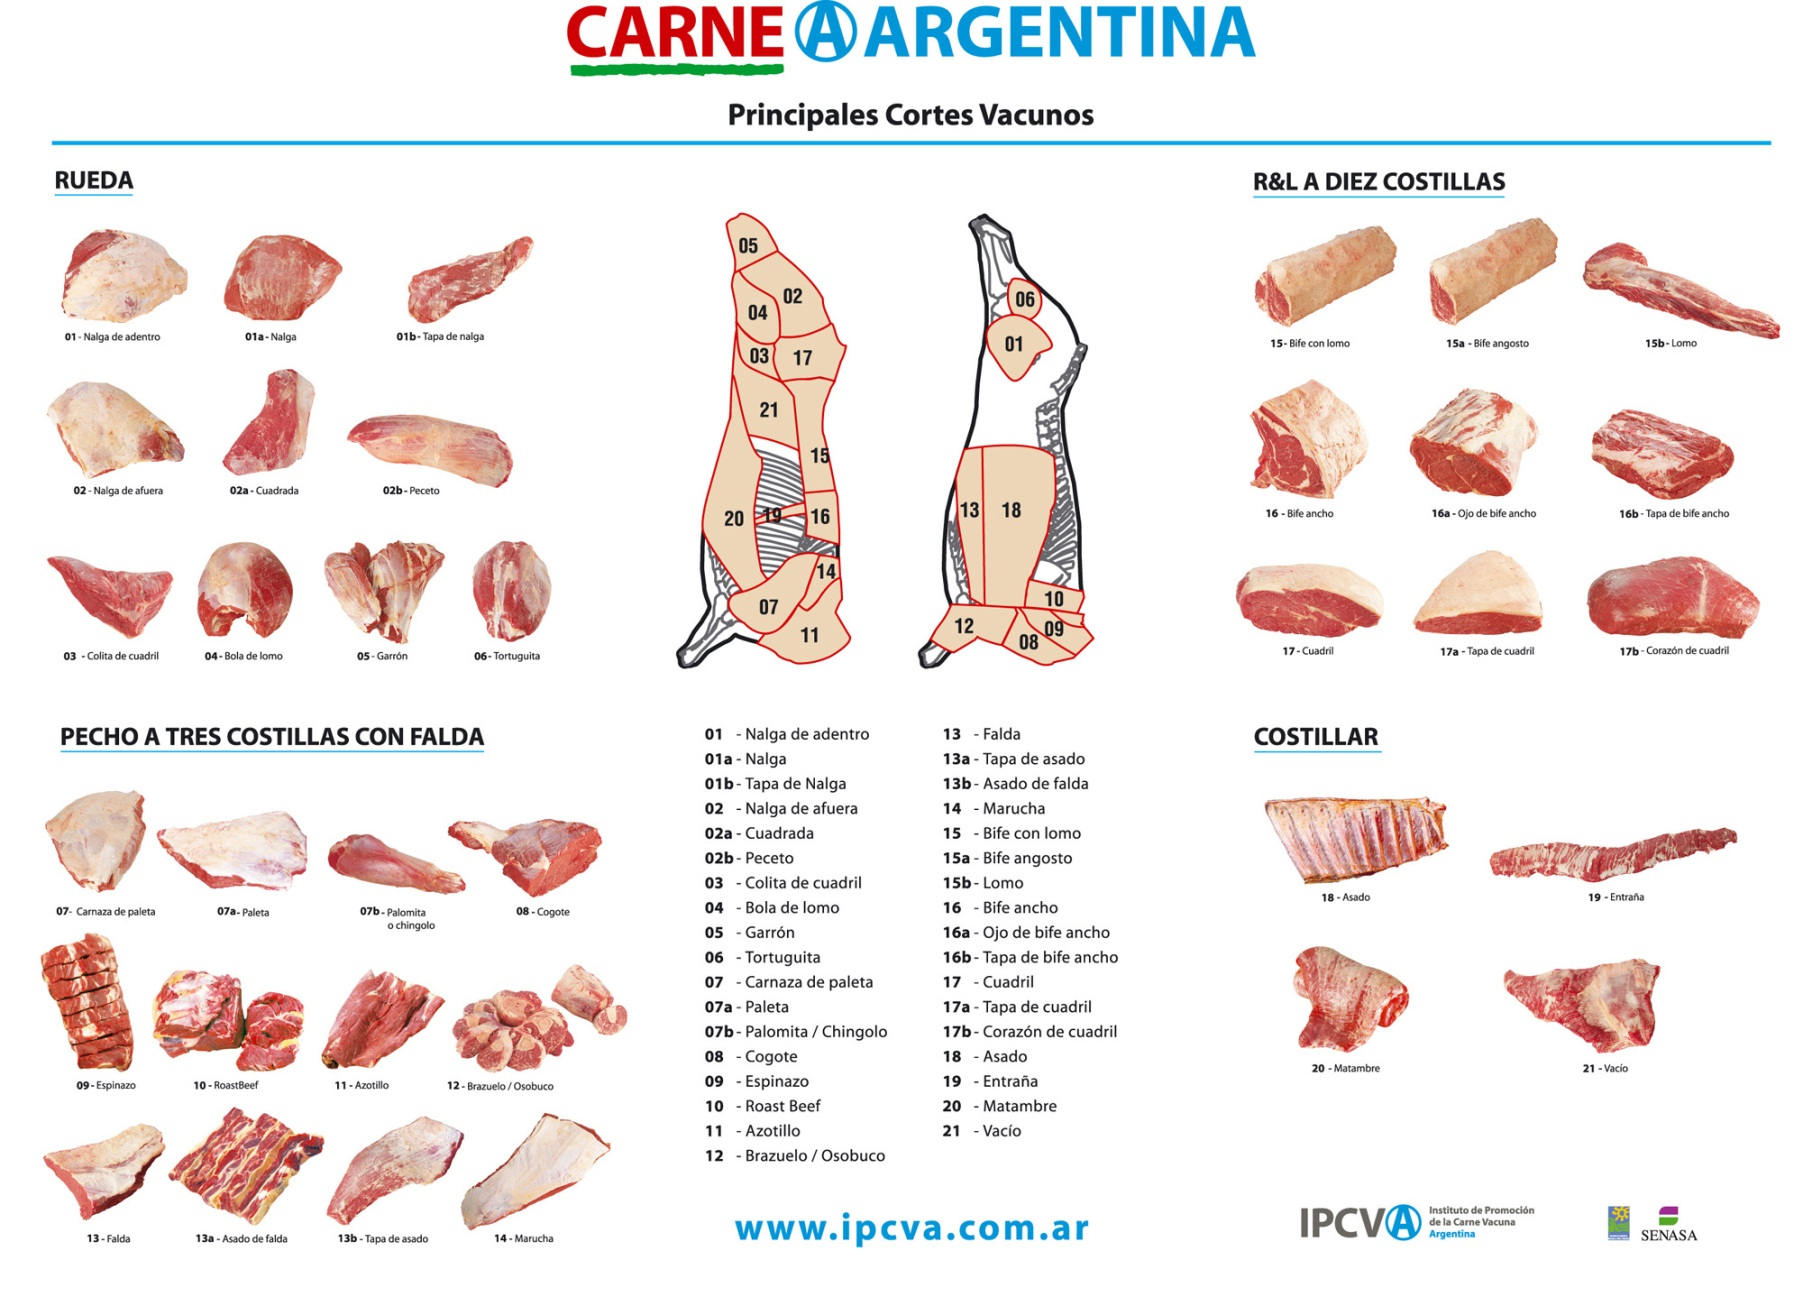 CARNE A ARGENTINA
Principales Cortes Vacunos
RUEDA
01 - Nalga de adentro
01a - Nalga
01b - Tapa de nalga
02 - Nalga de afuera
02a - Cuadrada
02b - Peceto
03 - Colita de cuadril
04 - Bola de lomo
05 - Garrón
06 - Tortuguita
05
02
04
03
17
21
15
20
19
16
14
07
11
06
01
13
18
10
12
09
08
R&L A DIEZ COSTILLAS
15 - Bife con lomo
15a - Bife angosto
15b - Lomo
16 - Bife ancho
16a - Ojo de bife ancho
16b - Tapa de bife ancho
17 - Cuadril
17a - Tapa de cuadril
17b - Corazón de cuadril
PECHO A TRES COSTILLAS CON FALDA
07- Carnaza de paleta
07a- Paleta
07b - Palomita
o chingolo
08 - Cogote
09 - Espinazo
10 - RoastBeef
11 - Azotillo
12 - Brazuelo / Osobuco
13 - Falda
13a - Asado de falda
13b - Tapa de asado
14 - Marucha
01 - Nalga de adentro
01a - Nalga
01b - Tapa de Nalga
02 - Nalga de afuera
02a - Cuadrada
02b - Peceto
03 - Colita de cuadril
04 - Bola de lomo
05 - Garrón
06 - Tortuguita
07 - Carnaza de paleta
07a - Paleta
07b - Palomita / Chingolo
08 - Cogote
09 - Espinazo
10 - Roast Beef
11 - Azotillo
12 - Brazuelo / Osobuco
13 - Falda
13a - Tapa de asado
13b - Asado de falda
14 - Marucha
15 - Bife con lomo
15a - Bife angosto
15b - Lomo
16 - Bife ancho
16a - Ojo de bife ancho
16b - Tapa de bife ancho
17 - Cuadril
17a - Tapa de cuadril
17b - Corazón de cuadril
18 - Asado
19 - Entraña
20 - Matambre
21 - Vacío
COSTILLAR
18 - Asado
19 - Entraña
20 - Matambre
21 - Vacío
www.ipcva.com.ar
IPCVA
Instituto de Promoción
de la Carne Vacuna
Argentina
SENASA